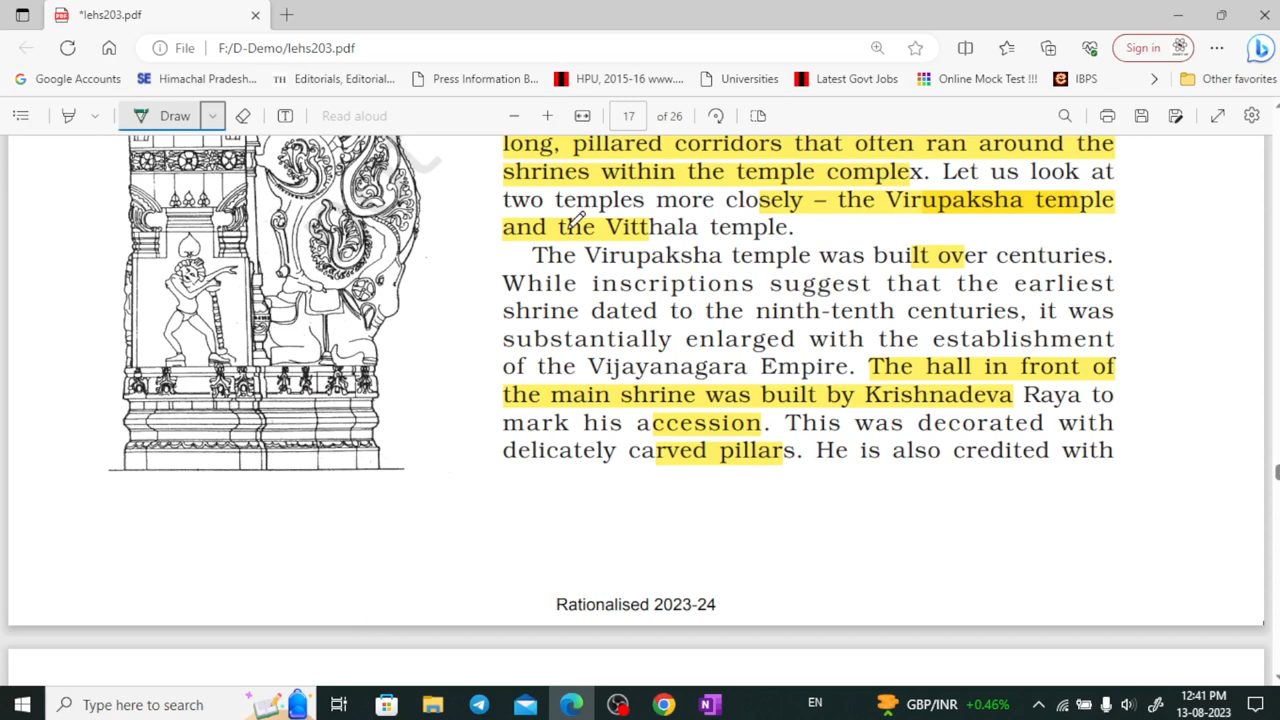 *lehs203.pdf
File
F:/D-Demo/lehs203.pdf
Sign in
Google Accounts
SE Himachal Pradesh...
TH Editorials, Editorial...
Press Information B...
HPU, 2015-16 www....
Universities
Latest Govt Jobs
Online Mock Test !!!
IBPS
Other favorites
Draw
Read aloud
17 of 26
long, pillared corridors that often ran around the
shrines within the temple complex. Let us look at
two temples more closely – the Virupaksha temple
and the Vitthala temple.
The Virupaksha temple was built over centuries.
While inscriptions suggest that the earliest
shrine dated to the ninth-tenth centuries, it was
substantially enlarged with the establishment
of the Vijayanagara Empire. The hall in front of
the main shrine was built by Krishnadeva Raya to
mark his accession. This was decorated with
delicately carved pillars. He is also credited with
Rationalised 2023-24
Type here to search
EN
GBP/INR +0.46%
12:41 PM
13-08-2023